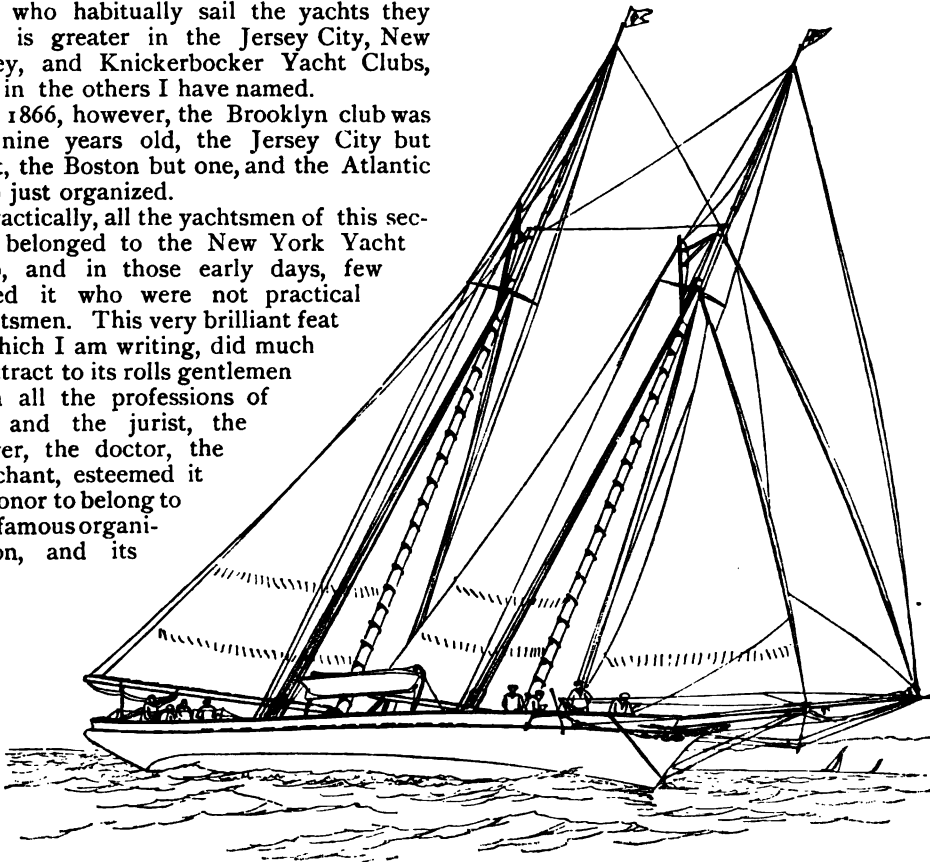 who habitually sail the yachts they
is greater in the Jersey City, New
ey, and Knickerbocker Yacht Clubs,
in the others I have named.
1866, however, the Brooklyn club was
nine years old, the Jersey City but
t, the Boston but one, and the Atlantic
just organized.
ractically, all the yachtsmen of this sec-
belonged to the New York Yacht
, and in those early days, few
ed it who were not practical
tsmen. This very brilliant feat
hich I am writing, did much
tract to its rolls gentlemen
all the professions of
and the jurist, the
er, the doctor, the
chant, esteemed it
onor to belong to
famous organi-
on, and its